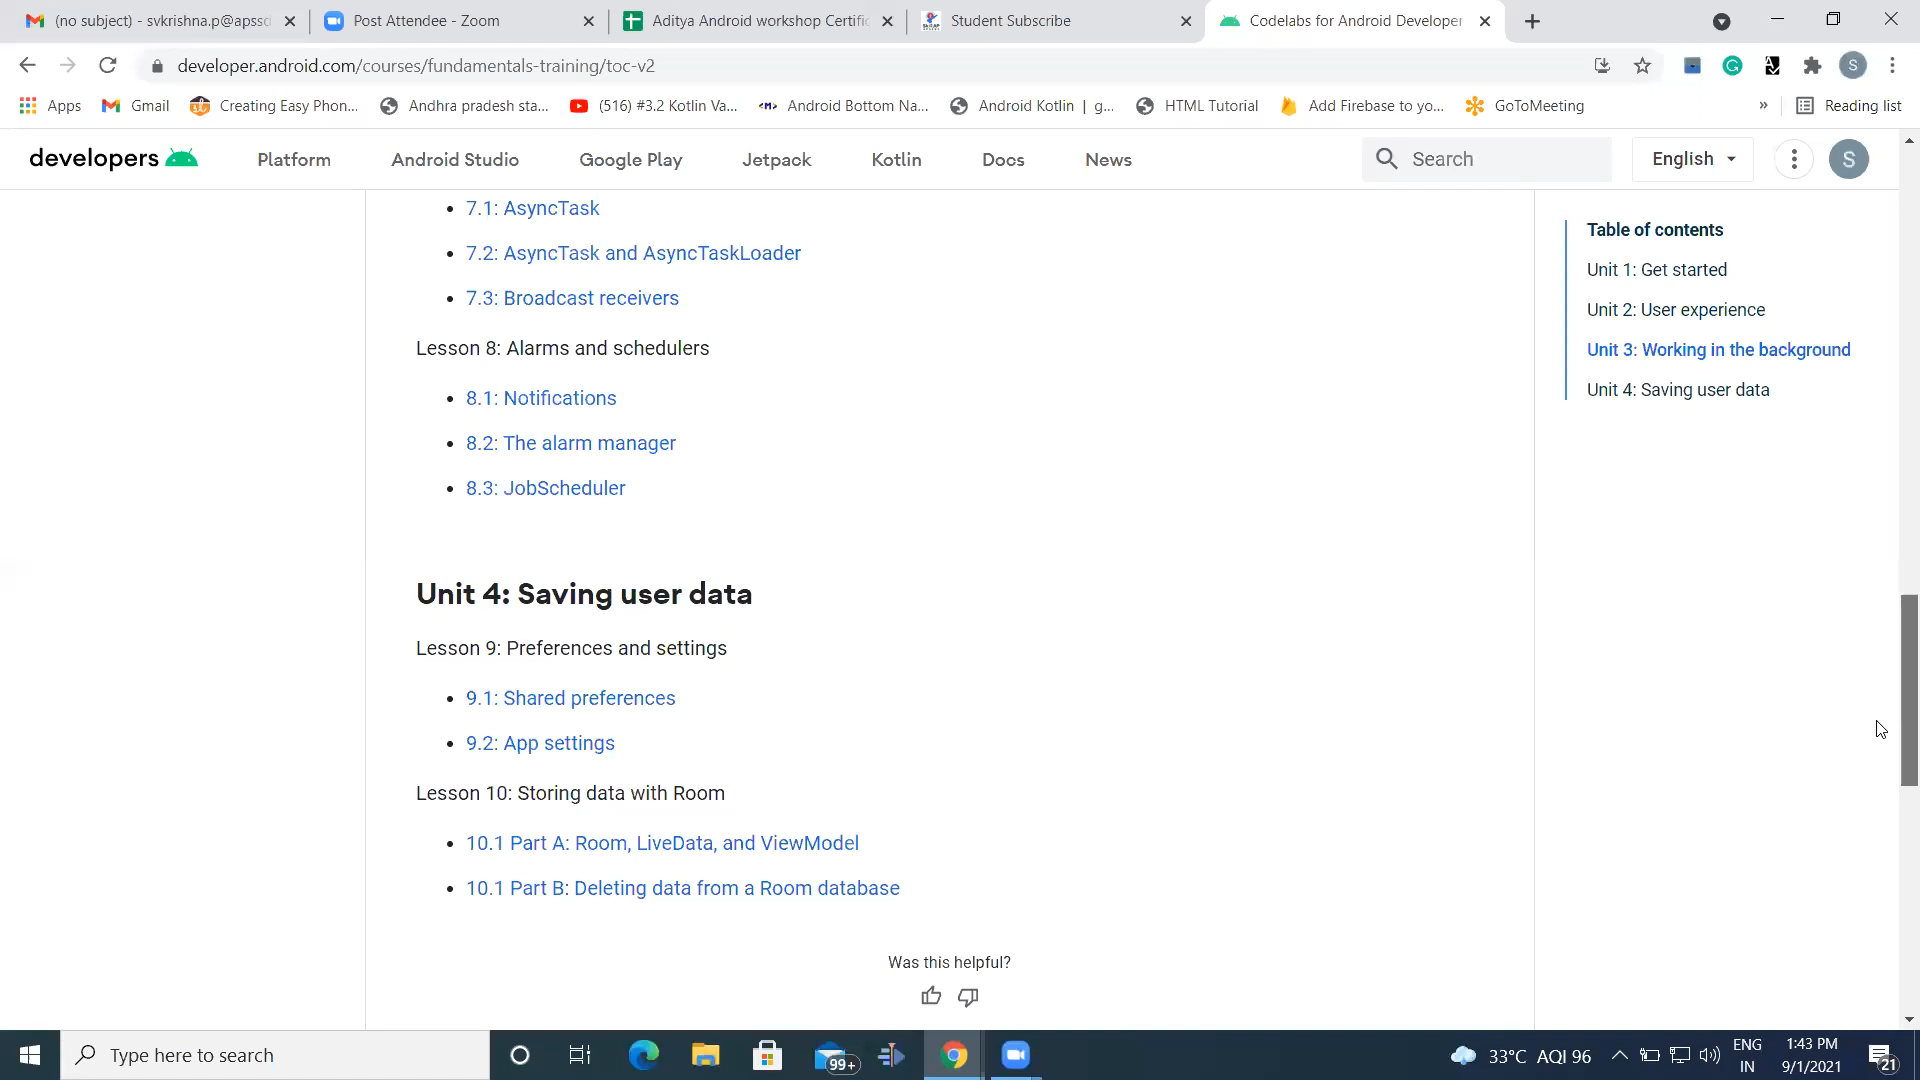 (no subject) - svkrishna.p@apssd
Post Attendee - Zoom
Aditya Android workshop Certific
Student Subscribe
Codelabs for Android Developer
developer.android.com/courses/fundamentals-training/toc-v2
S
Apps
Gmail
Creating Easy Phon...
Andhra pradesh sta...
(516) #3.2 Kotlin Va...
Android Bottom Na...
Android Kotlin | g...
HTML Tutorial
Add Firebase to yo...
GoToMeeting
»
Reading list
developers
Platform
Android Studio
Google Play
Jetpack
Kotlin
Docs
News
Search
English
S
• 7.1: AsyncTask
• 7.2: AsyncTask and AsyncTaskLoader
• 7.3: Broadcast receivers
Lesson 8: Alarms and schedulers
• 8.1: Notifications
• 8.2: The alarm manager
• 8.3: JobScheduler
Unit 4: Saving user data
Lesson 9: Preferences and settings
• 9.1: Shared preferences
• 9.2: App settings
Lesson 10: Storing data with Room
• 10.1 Part A: Room, LiveData, and ViewModel
• 10.1 Part B: Deleting data from a Room database
Was this helpful?
Table of contents
Unit 1: Get started
Unit 2: User experience
Unit 3: Working in the background
Unit 4: Saving user data
Type here to search
99+
33°C AQI 96
ENG
IN
1:43 PM
9/1/2021
21